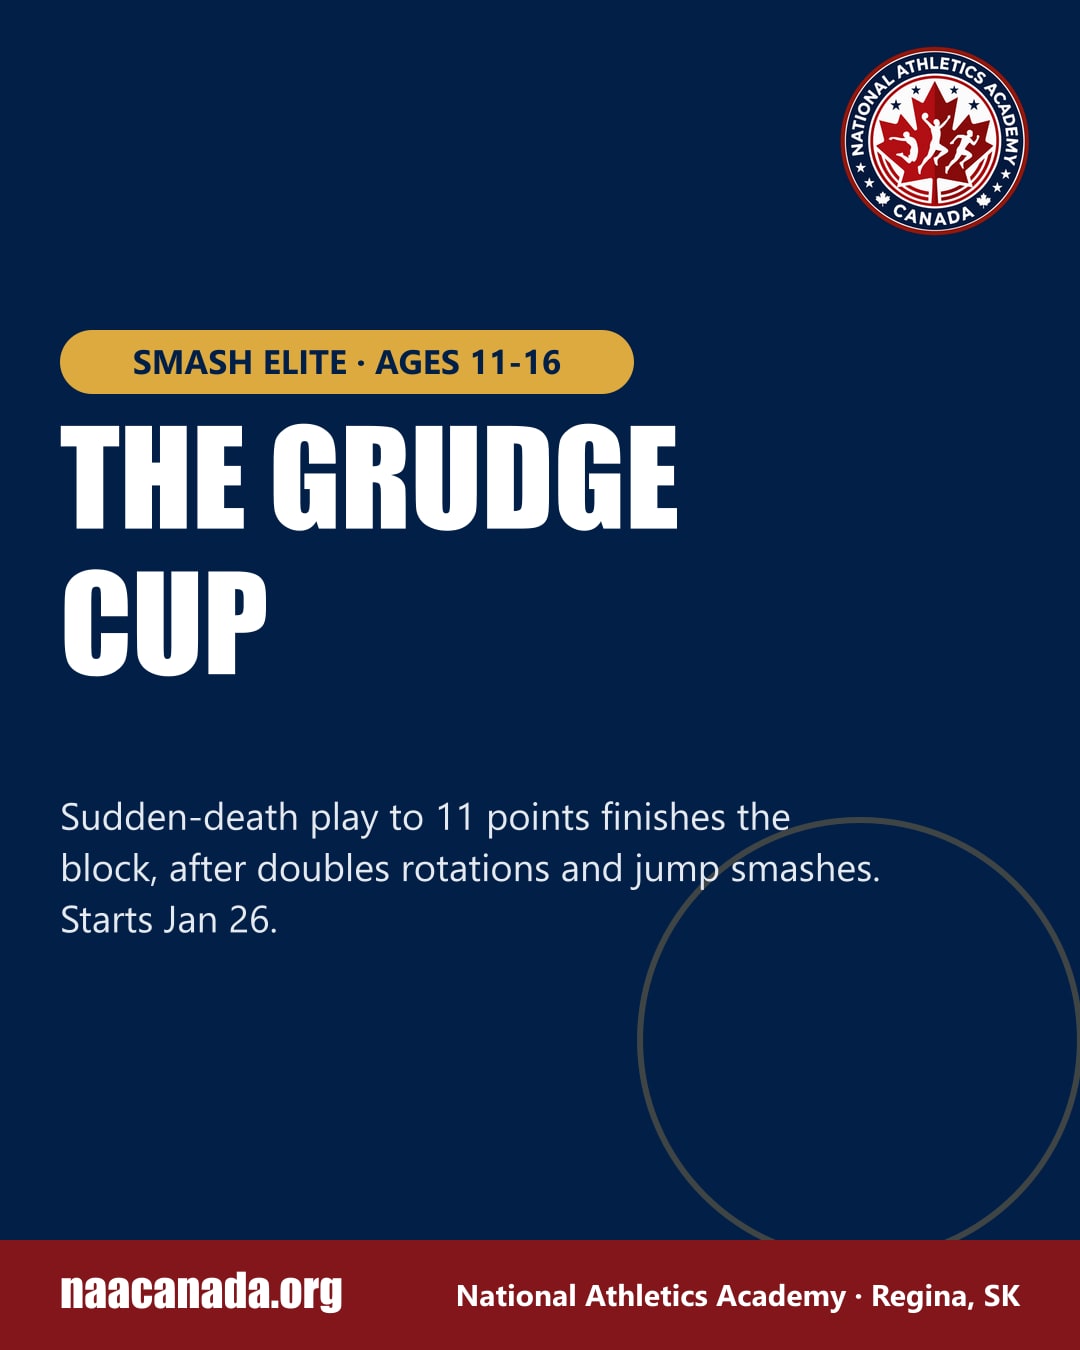 NATIONAL ATHLETICS ACADEMY
CANADA
SMASH ELITE · AGES 11-16
THE GRUDGE
CUP
Sudden-death play to 11 points finishes the
block, after doubles rotations and jump smashes.
Starts Jan 26.
naacanada.org
National Athletics Academy · Regina, SK